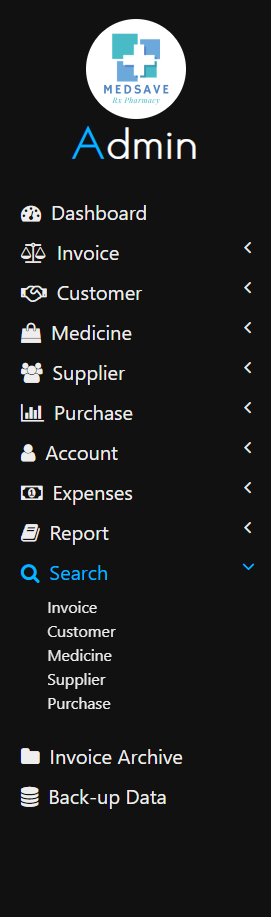 MEDSAVE
Rx Pharmacy
Admin
Dashboard
Invoice
Customer
Medicine
Supplier
Purchase
Account
Expenses
Report
Search
Invoice
Customer
Medicine
Supplier
Purchase
Invoice Archive
Back-up Data